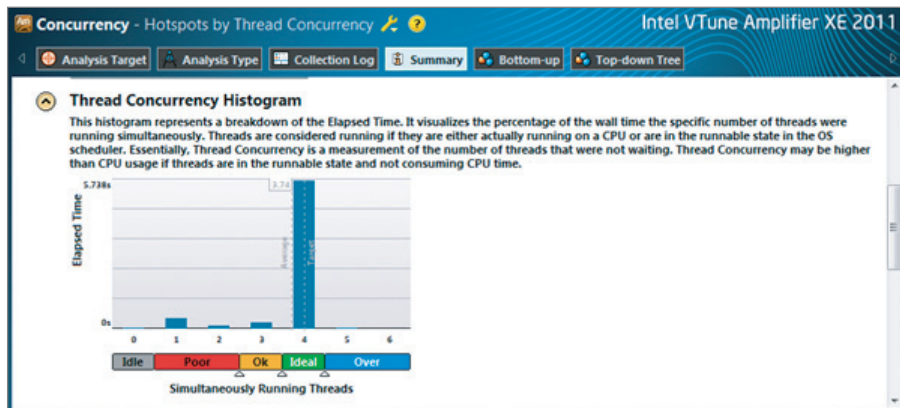 Concurrency - Hotspots by Thread Concurrency ?
Intel VTune Amplifier XE 2011
Analysis Target Analysis Type Collection Log Summary Bottom-up Top-down Tree
Thread Concurrency Histogram
This histogram represents a breakdown of the Elapsed Time. It visualizes the percentage of the wall time the specific number of threads were
running simultaneously. Threads are considered running if they are either actually running on a CPU or are in the runnable state in the OS
scheduler. Essentially, Thread Concurrency is a measurement of the number of threads that were not waiting. Thread Concurrency may be higher
than CPU usage if threads are in the runnable state and not consuming CPU time.
5.738s
3.74
Elapsed Time
Average
Target
0s
0 1 2 3 4 5 6
Idle Poor Ok Ideal Over
Simultaneously Running Threads